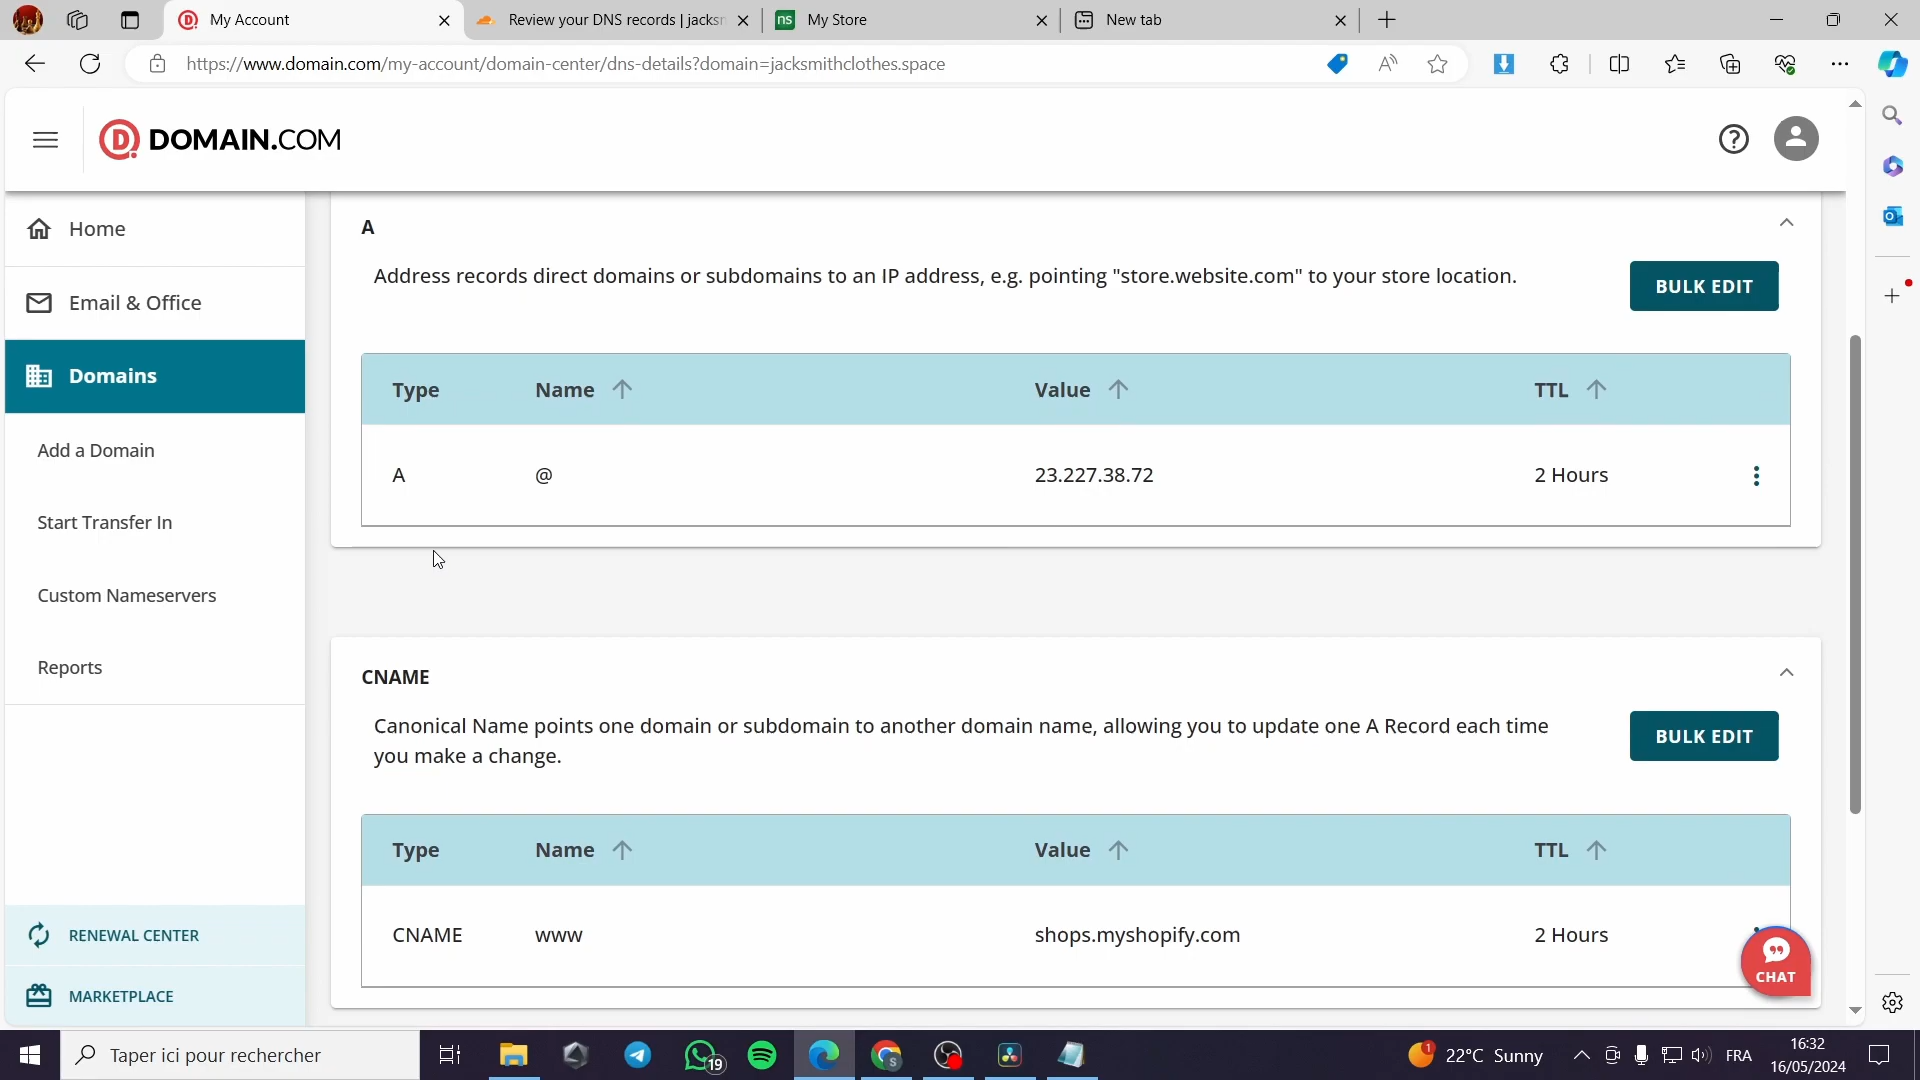 My Account
Review your DNS records | jacksm
ns
My Store
New tab
https://www.domain.com/my-account/domain-center/dns-details?domain=jacksmithclothes.space
D
DOMAIN.COM
Home
Email & Office
Domains
Add a Domain
Start Transfer In
Custom Nameservers
Reports
RENEWAL CENTER
MARKETPLACE
A
Address records direct domains or subdomains to an IP address, e.g. pointing "store.website.com" to your store location.
BULK EDIT
Type Name Value TTL
A @ 23.227.38.72 2 Hours
CNAME
Canonical Name points one domain or subdomain to another domain name, allowing you to update one A Record each time
you make a change.
BULK EDIT
Type Name Value TTL
CNAME www shops.myshopify.com 2 Hours
CHAT
Taper ici pour rechercher
19
1
22°C Sunny
FRA
16:32
16/05/2024